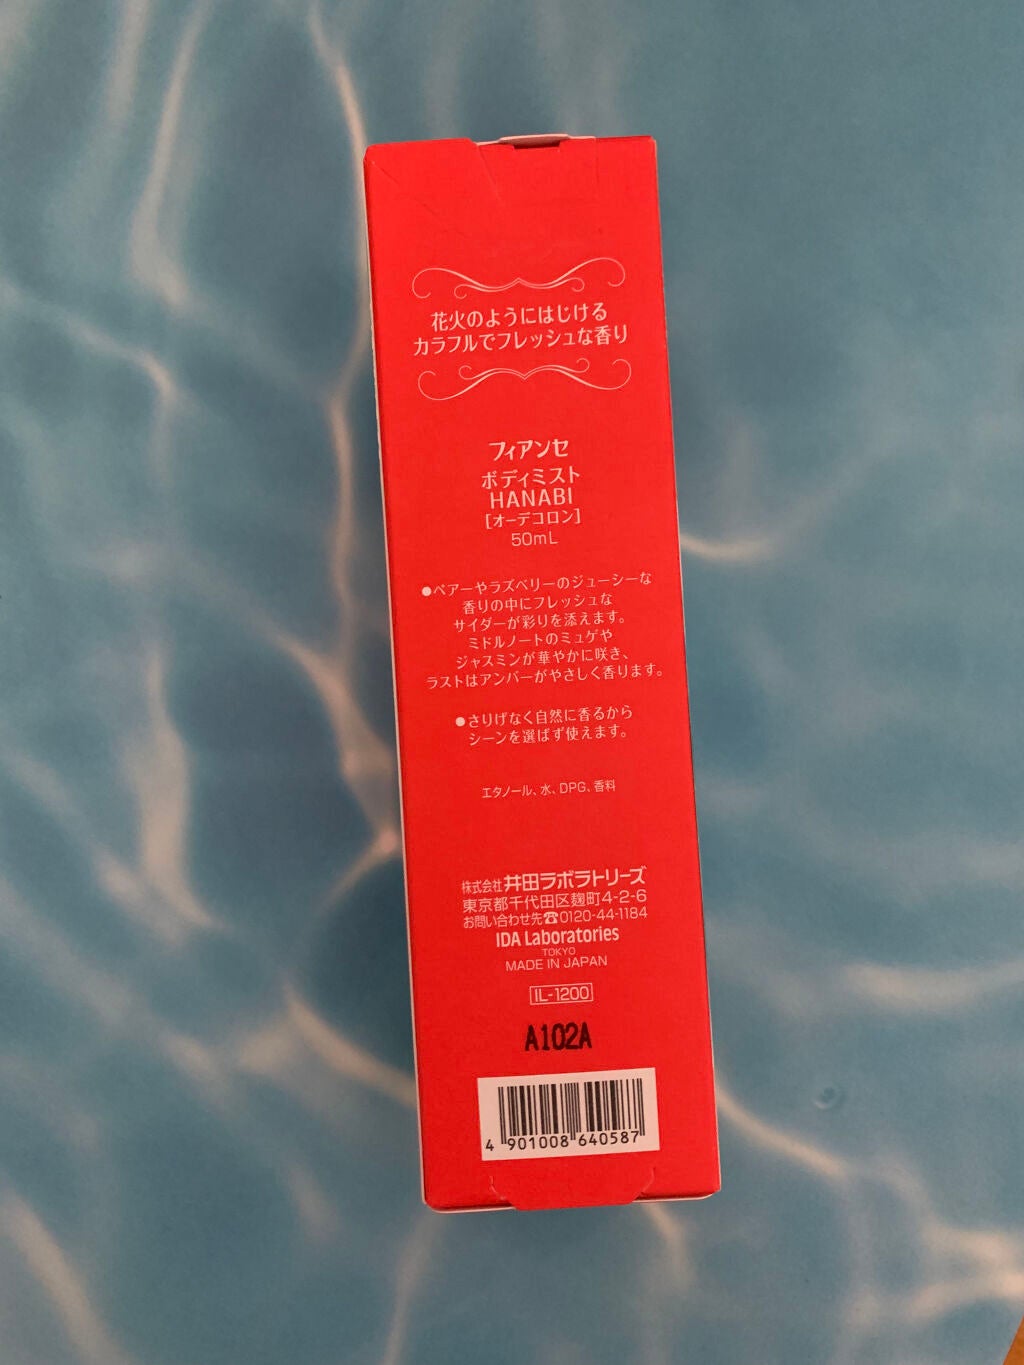 花火のようにはじける
カラフルでフレッシュな香り
フィアンセ
ボディミスト
HANABI
[オーデコロン]
50mL
●ペアーやラズベリーのジューシーな
香りの中にフレッシュな
サイダーが彩りを添えます。
ミドルノートのミュゲや
ジャスミンが華やかに咲き、
ラストはアンバーがやさしく香ります。
●さりげなく自然に香るから
シーンを選ばず使えます。
エタノール、水、DPG、香料
株式会社 井田ラボラトリーズ
東京都千代田区麹町4-2-6
お問い合わせ先☎0120-44-1184
IDA Laboratories
TOKYO
MADE IN JAPAN
IL-1200
A102A
4 901008 640587